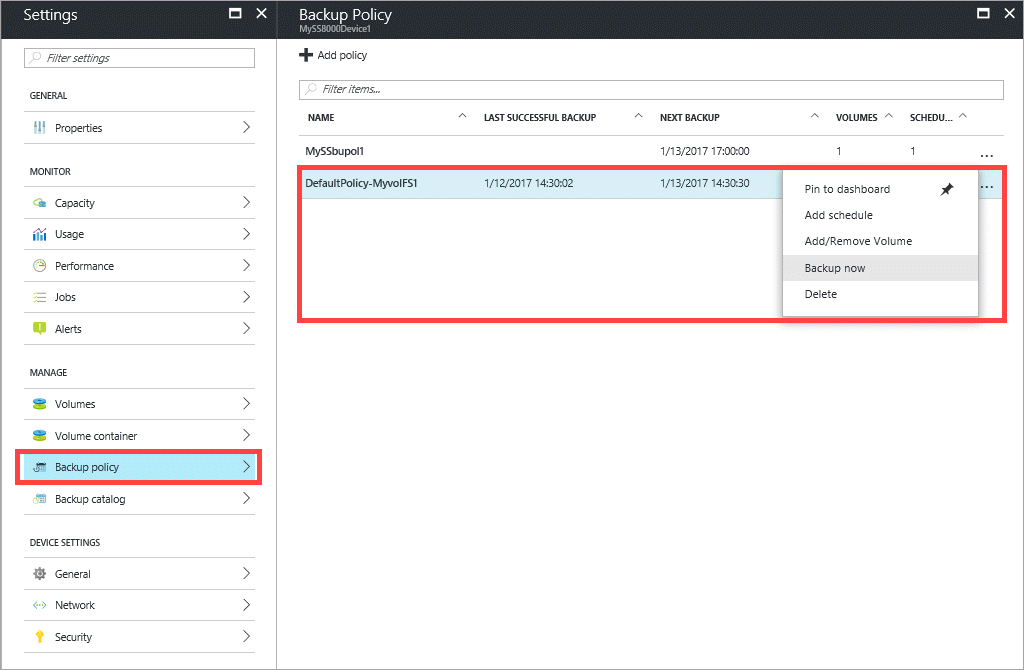 Settings
Filter settings
GENERAL
Properties
MONITOR
Capacity
Usage
Performance
Jobs
Alerts
MANAGE
Volumes
Volume container
Backup policy
Backup catalog
DEVICE SETTINGS
General
Network
Security
Backup Policy
MySS8000Device1
Add policy
Filter items...
NAME LAST SUCCESSFUL BACKUP NEXT BACKUP VOLUMES SCHEDU...
MySSbupol1 1/13/2017 17:00:00 1 1 ...
DefaultPolicy-MyvolFS1 1/12/2017 14:30:02 1/13/2017 14:30:30 ...
Pin to dashboard
Add schedule
Add/Remove Volume
Backup now
Delete